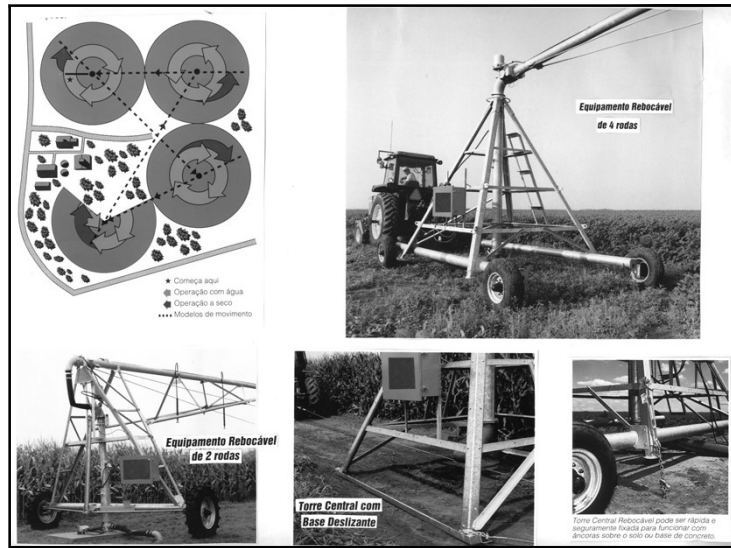 Começa aqui
Operação com água
Operação a seco
Modelos de movimento
Equipamento Rebocável
de 4 rodas
Equipamento Rebocável
de 2 rodas
Torre Central com
Base Deslizante
Torre Central Rebocável pode ser rápida e
seguramente fixada para funcionar com
âncoras sobre o solo ou base de concreto.